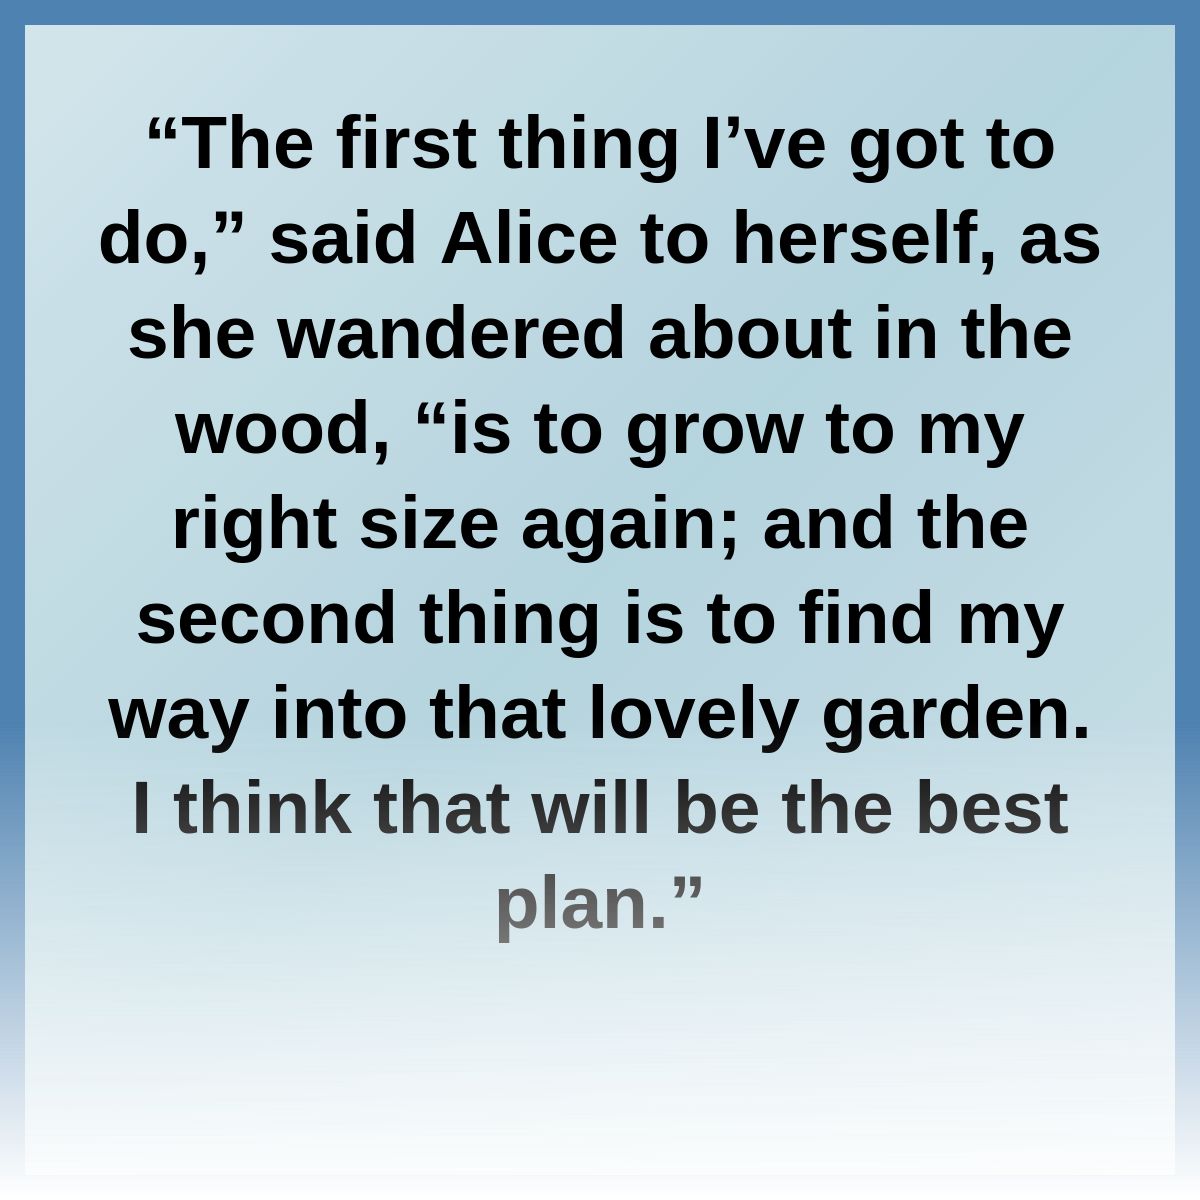 “The first thing I’ve got to
do,” said Alice to herself, as
she wandered about in the
wood, “is to grow to my
right size again; and the
second thing is to find my
way into that lovely garden.
I think that will be the best
plan.”